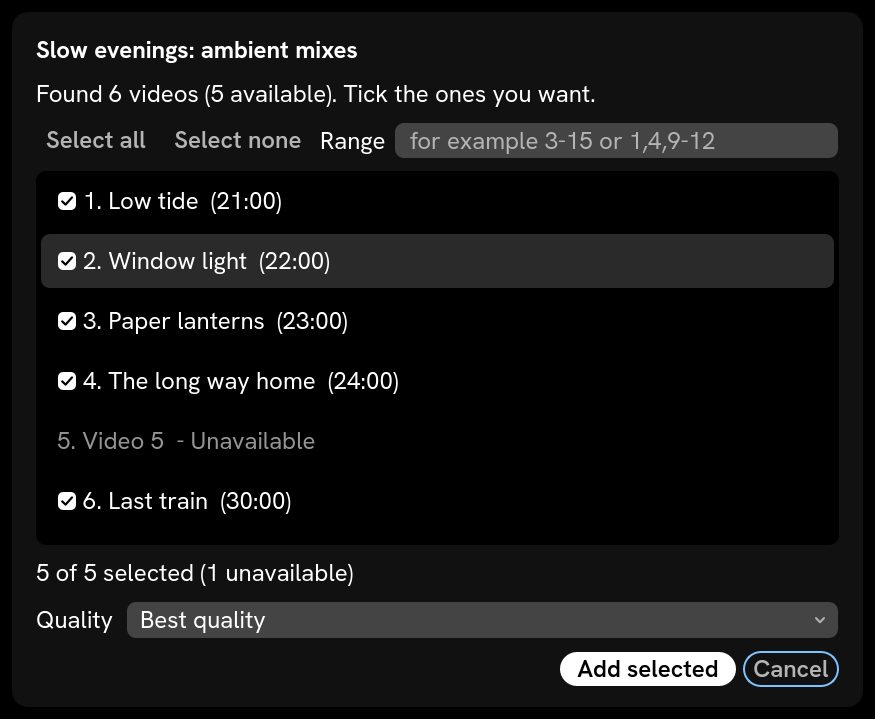 Slow evenings: ambient mixes
Found 6 videos (5 available). Tick the ones you want.
Select all Select none Range for example 3-15 or 1,4,9-12
1. Low tide (21:00)
2. Window light (22:00)
3. Paper lanterns (23:00)
4. The long way home (24:00)
5. Video 5 - Unavailable
6. Last train (30:00)
5 of 5 selected (1 unavailable)
Quality Best quality
Add selected Cancel